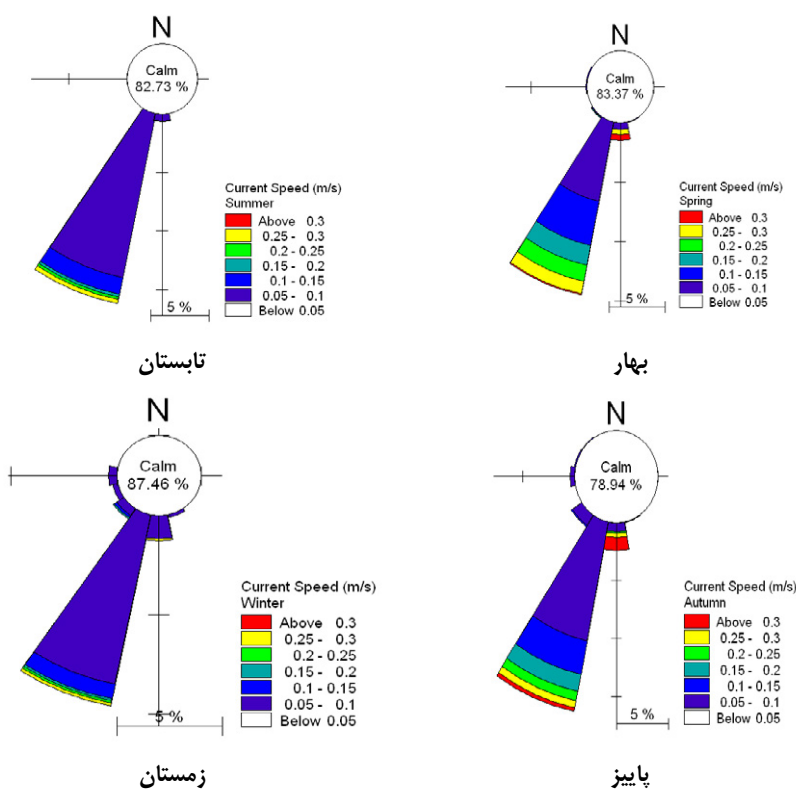 N
Calm
82.73 %
Current Speed (m/s)
Summer
Above 0.3
0.25 - 0.3
0.2 - 0.25
0.15 - 0.2
0.1 - 0.15
0.05 - 0.1
Below 0.05
5 %
تابستان
N
Calm
83.37 %
Current Speed (m/s)
Spring
Above 0.3
0.25 - 0.3
0.2 - 0.25
0.15 - 0.2
0.1 - 0.15
0.05 - 0.1
Below 0.05
5 %
بهار
N
Calm
87.46 %
Current Speed (m/s)
Winter
Above 0.3
0.25 - 0.3
0.2 - 0.25
0.15 - 0.2
0.1 - 0.15
0.05 - 0.1
Below 0.05
5 %
زمستان
N
Calm
78.94 %
Current Speed (m/s)
Autumn
Above 0.3
0.25 - 0.3
0.2 - 0.25
0.15 - 0.2
0.1 - 0.15
0.05 - 0.1
Below 0.05
5 %
پاییز